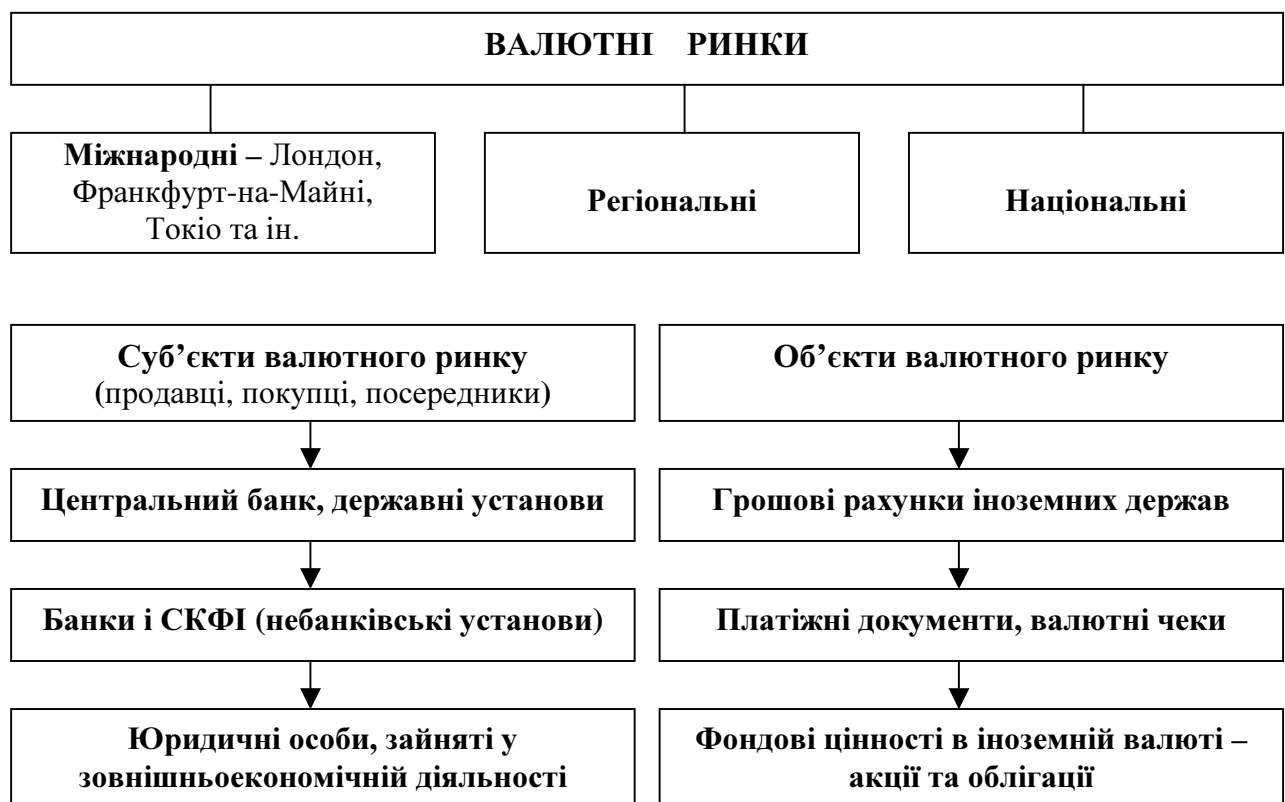 ВАЛЮТНІ РИНКИ
Міжнародні – Лондон,
Франкфурт-на-Майні,
Токіо та ін.
Регіональні
Національні
Суб’єкти валютного ринку
(продавці, покупці, посередники)
Об’єкти валютного ринку
Центральний банк, державні установи
Грошові рахунки іноземних держав
Банки і СКФІ (небанківські установи)
Платіжні документи, валютні чеки
Юридичні особи, зайняті у
зовнішньоекономічній діяльності
Фондові цінності в іноземній валюті –
акції та облігації